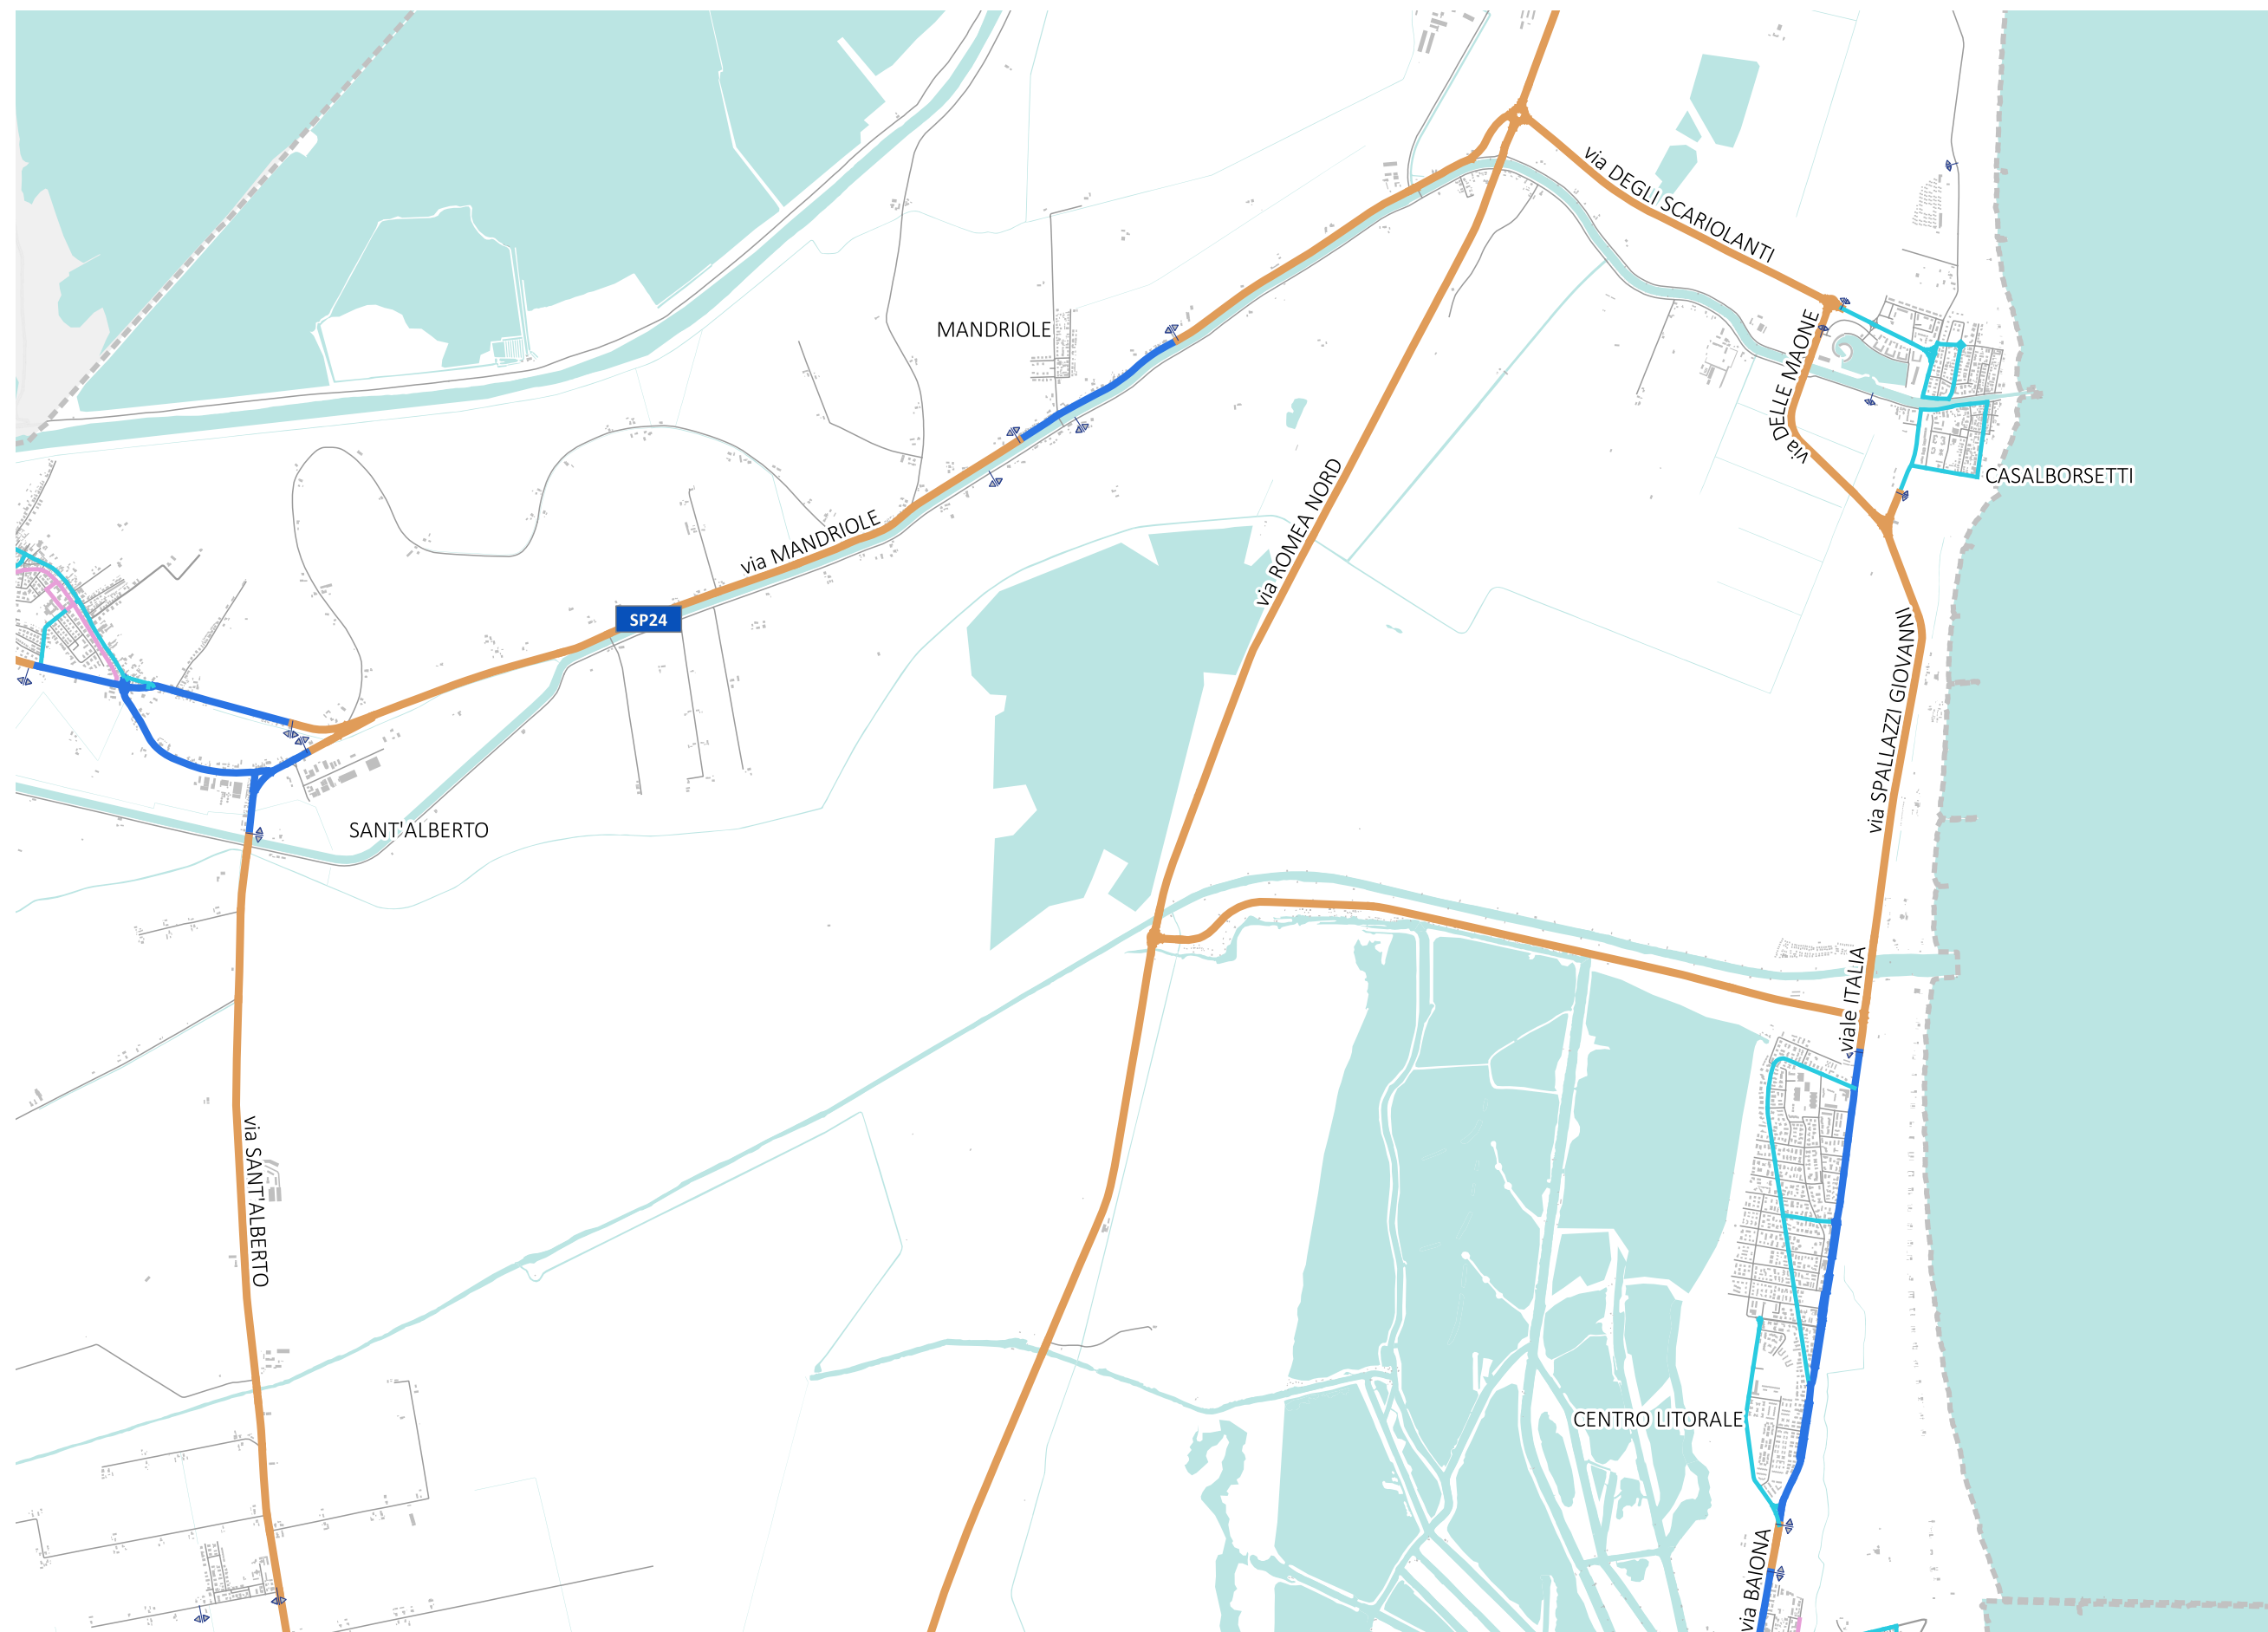 via DEGLI SCARIOLANTI
MANDRIOLE
via DELLE MAONE
CASALBORSETTI
via MANDRIOLE
via ROMEA NORD
SP24
via SPALLAZZI GIOVANNI
SANT'ALBERTO
viale ITALIA
via SANT'ALBERTO
CENTRO LITORALE
via BAIONA